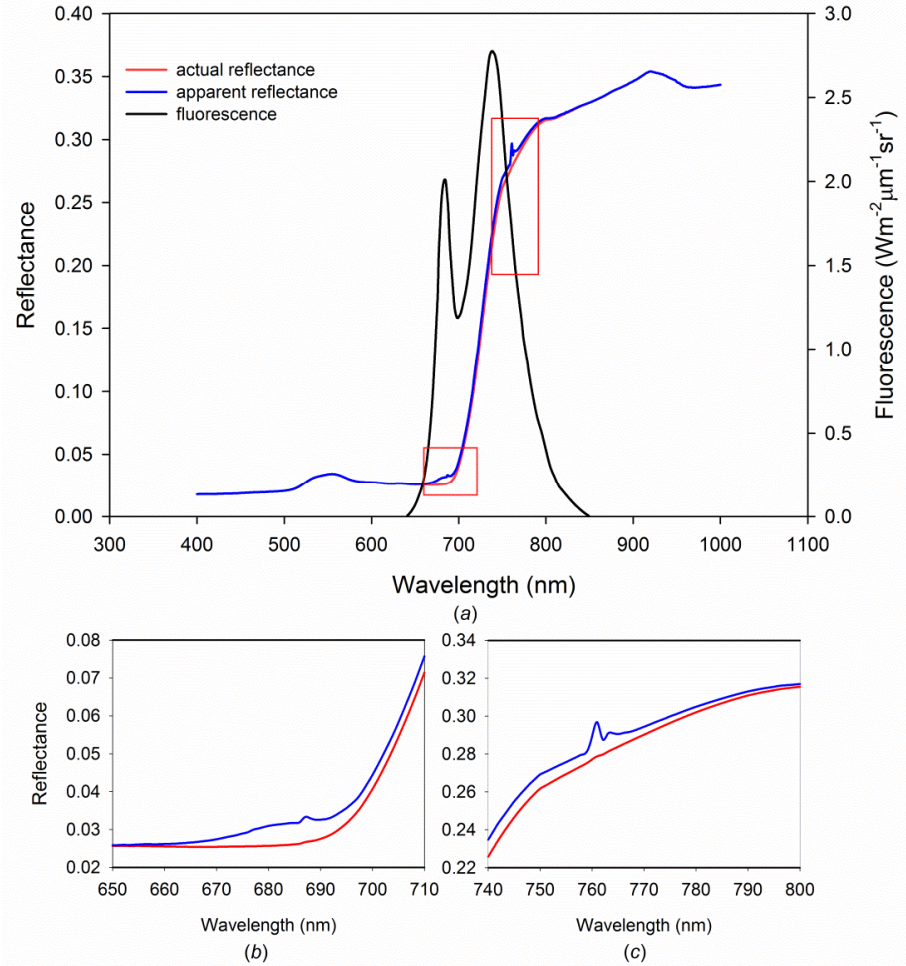 0.40
0.35
0.30
0.25
0.20
0.15
0.10
0.05
0.00
Reflectance
actual reflectance
apparent reflectance
fluorescence
3.0
2.5
2.0
1.5
1.0
0.5
0.0
Fluorescence (Wm⁻²µm⁻¹sr⁻¹)
300 400 500 600 700 800 900 1000 1100
Wavelength (nm)
(a)
0.08
0.07
0.06
0.05
0.04
0.03
0.02
Reflectance
650 660 670 680 690 700 710
Wavelength (nm)
(b)
0.34
0.32
0.30
0.28
0.26
0.24
0.22
740 750 760 770 780 790 800
Wavelength (nm)
(c)